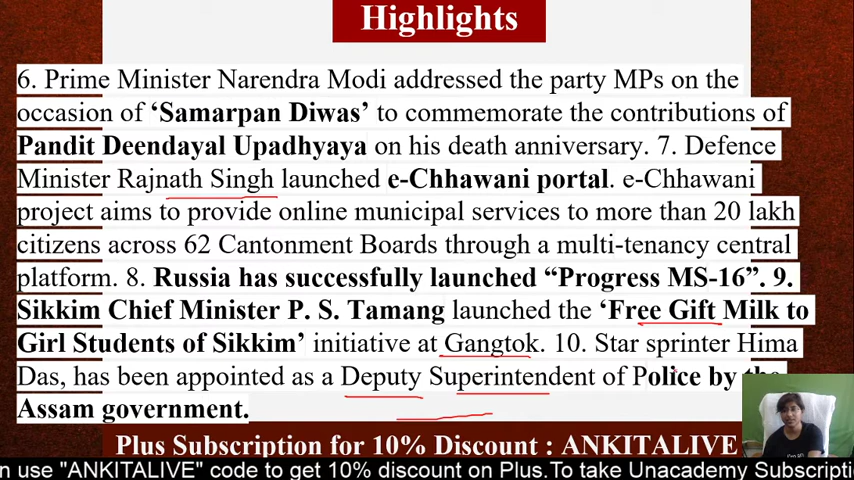 Highlights
6. Prime Minister Narendra Modi addressed the party MPs on the
occasion of ‘Samarpan Diwas’ to commemorate the contributions of
Pandit Deendayal Upadhyaya on his death anniversary. 7. Defence
Minister Rajnath Singh launched e-Chhawani portal. e-Chhawani
project aims to provide online municipal services to more than 20 lakh
citizens across 62 Cantonment Boards through a multi-tenancy central
platform. 8. Russia has successfully launched “Progress MS-16”. 9.
Sikkim Chief Minister P. S. Tamang launched the ‘Free Gift Milk to
Girl Students of Sikkim’ initiative at Gangtok. 10. Star sprinter Hima
Das, has been appointed as a Deputy Superintendent of Police by the
Assam government.
Plus Subscription for 10% Discount : ANKITALIVE
n use "ANKITALIVE" code to get 10% discount on Plus.To take Unacademy Subscripti